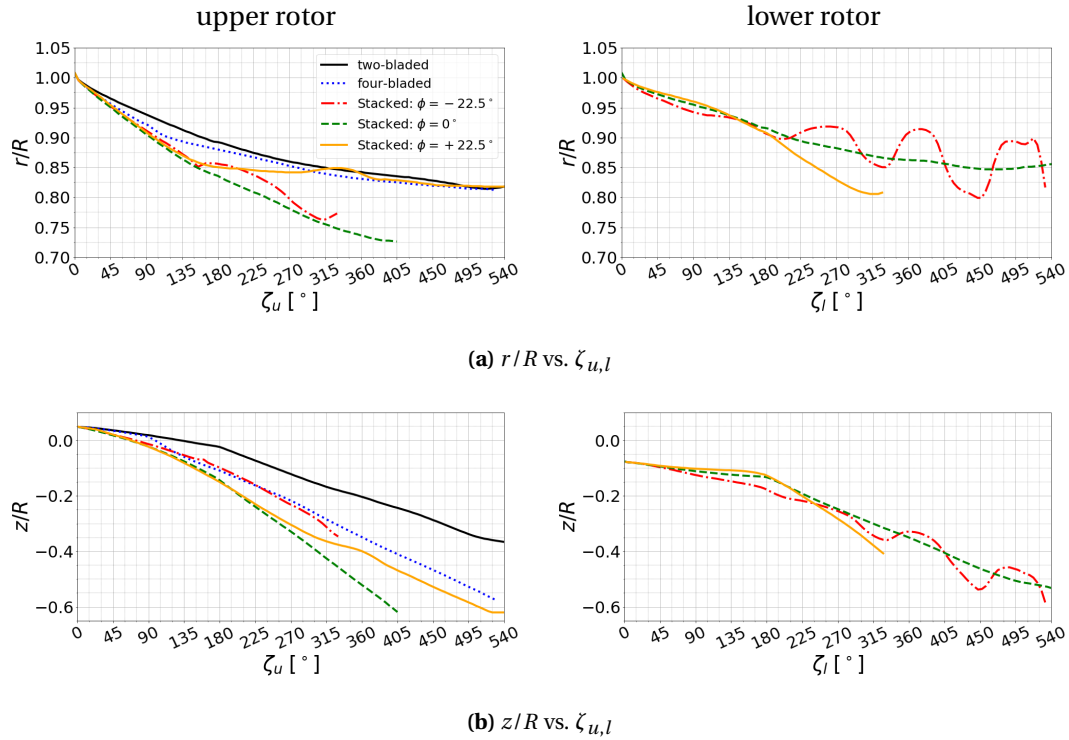 upper rotor
lower rotor
1.05
1.00
0.95
0.90
0.85
0.80
0.75
0.70
r/R
two-bladed
four-bladed
Stacked: ϕ = − 22.5°
Stacked: ϕ = 0°
Stacked: ϕ = + 22.5°
0 45 90 135 180 225 270 315 360 405 450 495 540
ζu [ ° ]
1.05
1.00
0.95
0.90
0.85
0.80
0.75
0.70
r/R
0 45 90 135 180 225 270 315 360 405 450 495 540
ζl [ ° ]
(a) r/R vs. ζu,l
0.0
−0.2
−0.4
−0.6
z/R
0 45 90 135 180 225 270 315 360 405 450 495 540
ζu [ ° ]
0.0
−0.2
−0.4
−0.6
z/R
0 45 90 135 180 225 270 315 360 405 450 495 540
ζl [ ° ]
(b) z/R vs. ζu,l